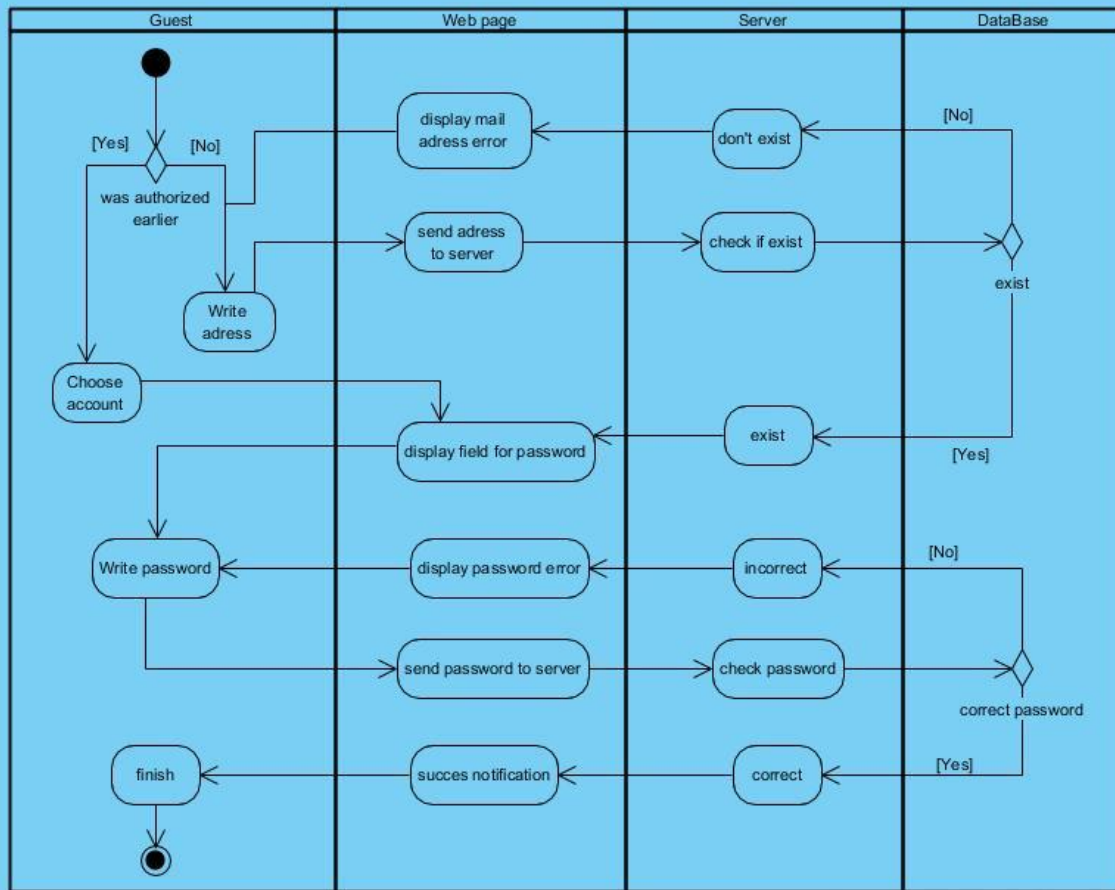 Guest
Web page
Server
DataBase
[Yes]
[No]
was authorized
earlier
display mail
adress error
don't exist
[No]
send adress
to server
check if exist
exist
Write
adress
Choose
account
display field for password
exist
[Yes]
Write password
display password error
incorrect
[No]
send password to server
check password
correct password
finish
succes notification
correct
[Yes]